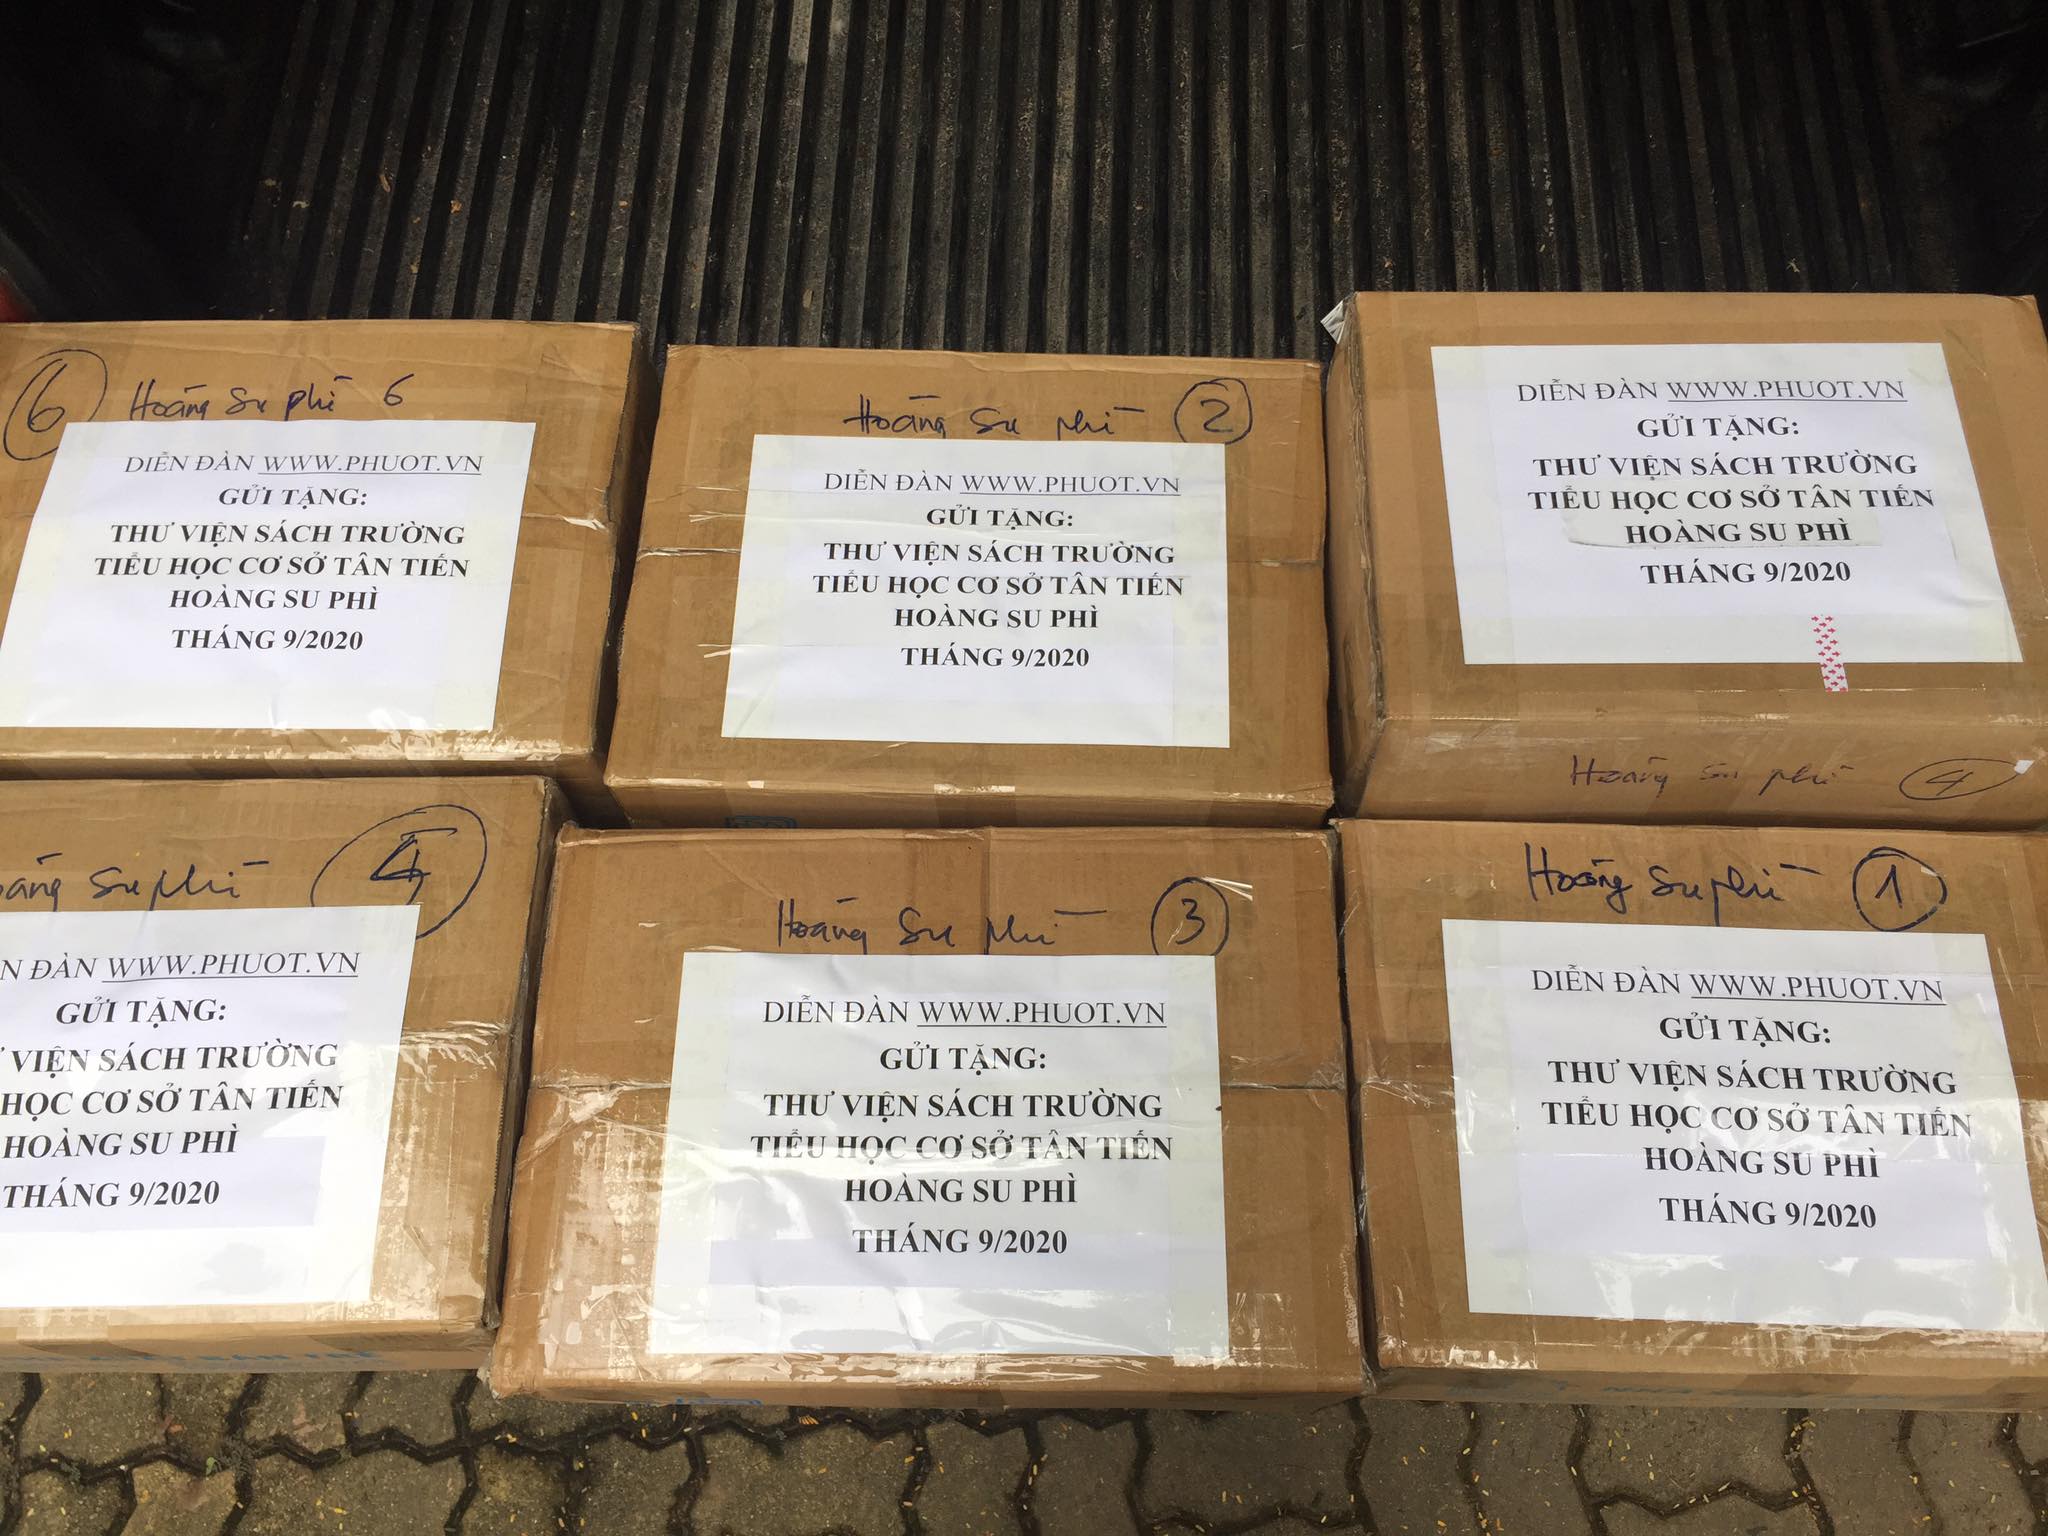 6 Hoàng Su phì 6
DIỄN ĐÀN WWW.PHUOT.VN
GỬI TẶNG:
THƯ VIỆN SÁCH TRƯỜNG
TIỂU HỌC CƠ SỞ TÂN TIẾN
HOÀNG SU PHÌ
THÁNG 9/2020
Hoàng Su phì 2
DIỄN ĐÀN WWW.PHUOT.VN
GỬI TẶNG:
THƯ VIỆN SÁCH TRƯỜNG
TIỂU HỌC CƠ SỞ TÂN TIẾN
HOÀNG SU PHÌ
THÁNG 9/2020
DIỄN ĐÀN WWW.PHUOT.VN
GỬI TẶNG:
THƯ VIỆN SÁCH TRƯỜNG
TIỂU HỌC CƠ SỞ TÂN TIẾN
HOÀNG SU PHÌ
THÁNG 9/2020
Hoàng Su phì 4
oàng Su phì
N ĐÀN WWW.PHUOT.VN
GỬI TẶNG:
VIỆN SÁCH TRƯỜNG
HỌC CƠ SỞ TÂN TIẾN
HOÀNG SU PHÌ
THÁNG 9/2020
Hoàng Su phì 3
DIỄN ĐÀN WWW.PHUOT.VN
GỬI TẶNG:
THƯ VIỆN SÁCH TRƯỜNG
TIỂU HỌC CƠ SỞ TÂN TIẾN
HOÀNG SU PHÌ
THÁNG 9/2020
Hoàng Su phì 1
DIỄN ĐÀN WWW.PHUOT.VN
GỬI TẶNG:
THƯ VIỆN SÁCH TRƯỜNG
TIỂU HỌC CƠ SỞ TÂN TIẾN
HOÀNG SU PHÌ
THÁNG 9/2020